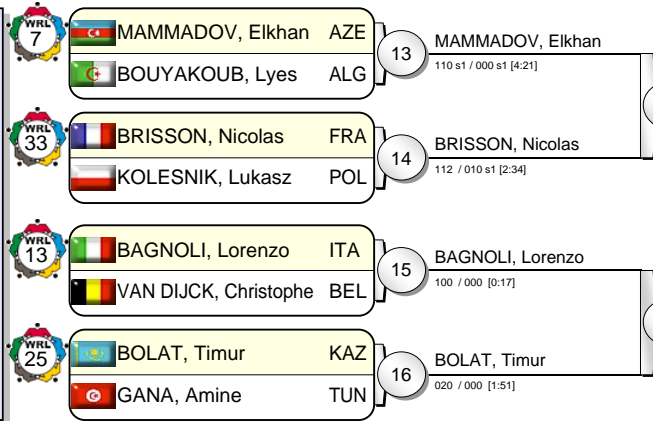 WRL
7
MAMMADOV, Elkhan AZE
BOUYAKOUB, Lyes ALG
13
MAMMADOV, Elkhan
110 s1 / 000 s1 [4:21]
WRL
33
BRISSON, Nicolas FRA
KOLESNIK, Lukasz POL
14
BRISSON, Nicolas
112 / 010 s1 [2:34]
WRL
13
BAGNOLI, Lorenzo ITA
VAN DIJCK, Christophe BEL
15
BAGNOLI, Lorenzo
100 / 000 [0:17]
WRL
25
BOLAT, Timur KAZ
GANA, Amine TUN
16
BOLAT, Timur
020 / 000 [1:51]